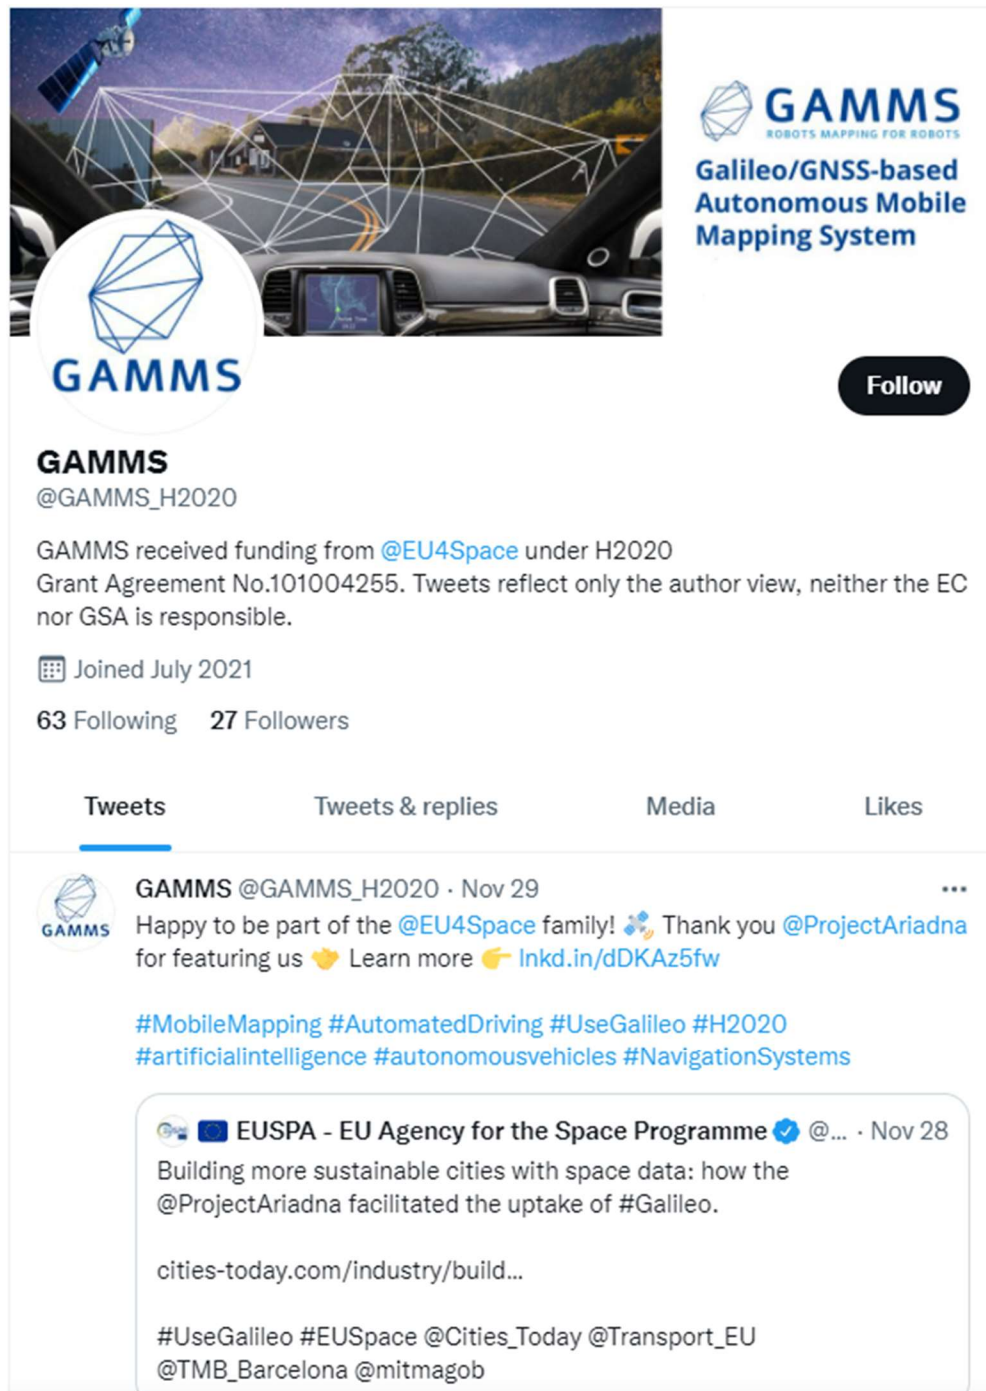 GAMMS
ROBOTS MAPPING FOR ROBOTS
Galileo/GNSS-based
Autonomous Mobile
Mapping System
GAMMS
Follow
GAMMS
@GAMMS_H2020
GAMMS received funding from @EU4Space under H2020
Grant Agreement No.101004255. Tweets reflect only the author view, neither the EC
nor GSA is responsible.
Joined July 2021
63 Following 27 Followers
Tweets Tweets & replies Media Likes
GAMMS @GAMMS_H2020 · Nov 29
GAMMS
Happy to be part of the @EU4Space family! 🛰️ Thank you @ProjectAriadna
for featuring us 🤝 Learn more 👉 lnkd.in/dDKAz5fw
#MobileMapping #AutomatedDriving #UseGalileo #H2020
#artificialintelligence #autonomousvehicles #NavigationSystems
EUSPA - EU Agency for the Space Programme @... · Nov 28
Building more sustainable cities with space data: how the
@ProjectAriadna facilitated the uptake of #Galileo.
cities-today.com/industry/build...
#UseGalileo #EUSpace @Cities_Today @Transport_EU
@TMB_Barcelona @mitmagob